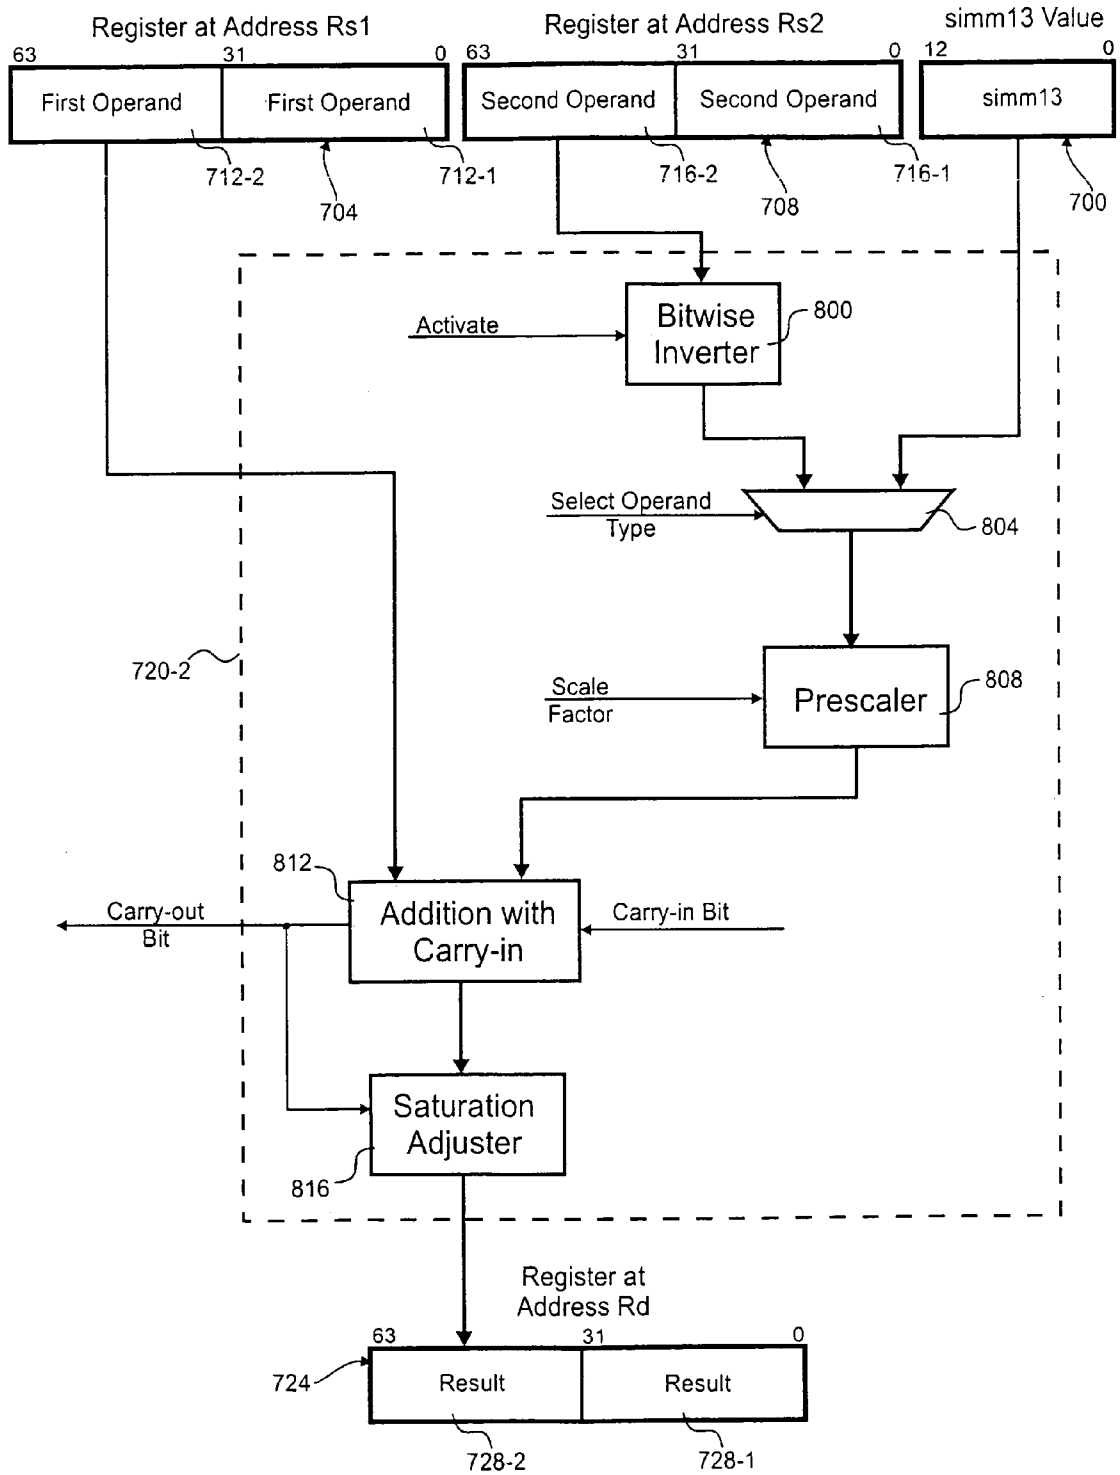 Register at Address Rs1
Register at Address Rs2
simm13 Value
63 31 0
63 31 0
12 0
First Operand
First Operand
Second Operand
Second Operand
simm13
712-2
712-1
716-2
716-1
704
708
700
Activate
Bitwise
Inverter
800
Select Operand
Type
804
720-2
Scale
Factor
Prescaler
808
812
Carry-out
Bit
Addition with
Carry-in
Carry-in Bit
Saturation
Adjuster
816
Register at
Address Rd
63 31 0
724
Result
Result
728-2
728-1